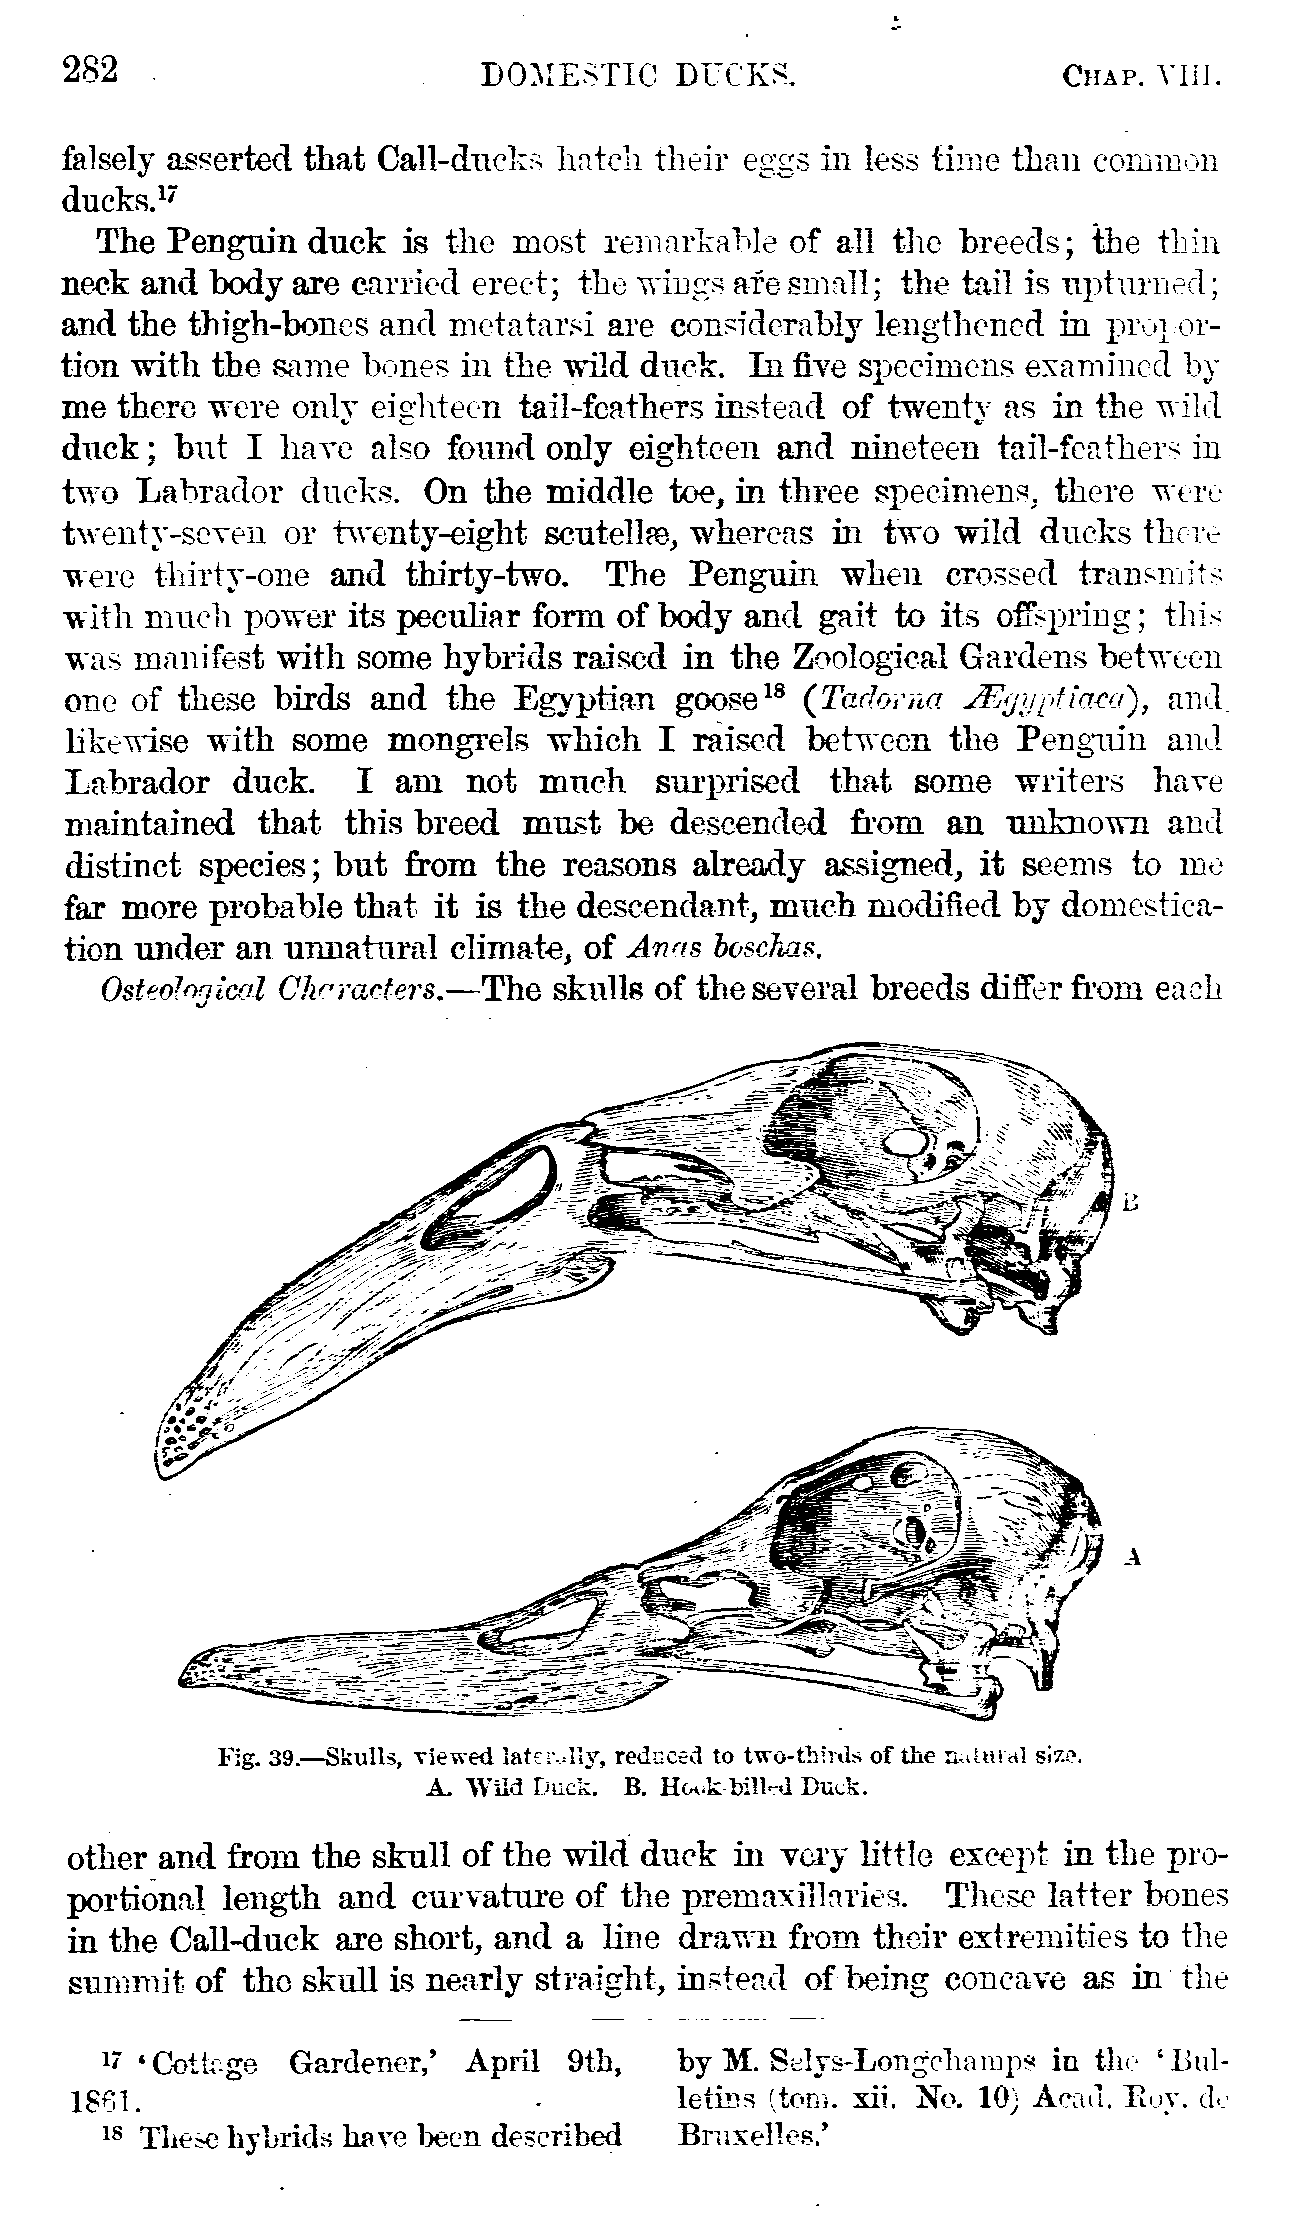 282 DOMESTIC DUCKS. CHAP. VIII.
falsely asserted that Call-ducks hatch their eggs in less time than common
ducks.¹⁷
The Penguin duck is the most remarkable of all the breeds; the thin
neck and body are carried erect; the wings are small; the tail is upturned;
and the thigh-bones and metatarsi are considerably lengthened in propor-
tion with the same bones in the wild duck. In five specimens examined by
me there were only eighteen tail-feathers instead of twenty as in the wild
duck; but I have also found only eighteen and nineteen tail-feathers in
two Labrador ducks. On the middle toe, in three specimens, there were
twenty-seven or twenty-eight scutellæ, whereas in two wild ducks there
were thirty-one and thirty-two. The Penguin when crossed transmits
with much power its peculiar form of body and gait to its offspring; this
was manifest with some hybrids raised in the Zoological Gardens between
one of these birds and the Egyptian goose¹⁸ (Tadorna Ægyptiaca), and
likewise with some mongrels which I raised between the Penguin and
Labrador duck. I am not much surprised that some writers have
maintained that this breed must be descended from an unknown and
distinct species; but from the reasons already assigned, it seems to me
far more probable that it is the descendant, much modified by domestica-
tion under an unnatural climate, of Anas boschas.
Osteological Characters.—The skulls of the several breeds differ from each
B
A
Fig. 39.—Skulls, viewed laterally, reduced to two-thirds of the natural size.
A. Wild Duck. B. Hook-billed Duck.
other and from the skull of the wild duck in very little except in the pro-
portional length and curvature of the premaxillaries. These latter bones
in the Call-duck are short, and a line drawn from their extremities to the
summit of the skull is nearly straight, instead of being concave as in the
¹⁷ 'Cottage Gardener,' April 9th,
1861.
¹⁸ These hybrids have been described
by M. Selys-Longchamps in the 'Bul-
letins (tom. xii. No. 10) Acad. Roy. de
Bruxelles.'